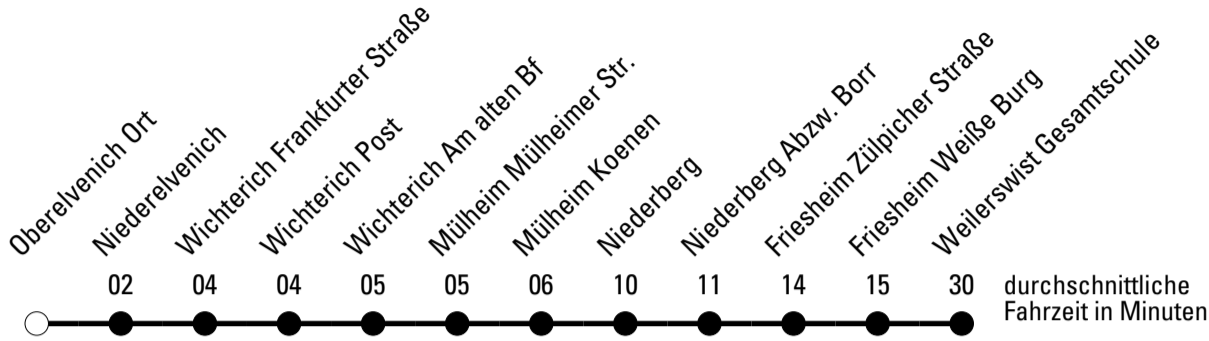 Oberelvenich Ort
Niederelvenich
Wichterich Frankfurter Straße
Wichterich Post
Wichterich Am alten Bf
Mülheim Mülheimer Str.
Mülheim Koenen
Niederberg
Niederberg Abzw. Borr
Friesheim Zülpicher Straße
Friesheim Weiße Burg
Weilerswist Gesamtschule
02 04 04 05 05 06 10 11 14 15 30
durchschnittliche
Fahrzeit in Minuten